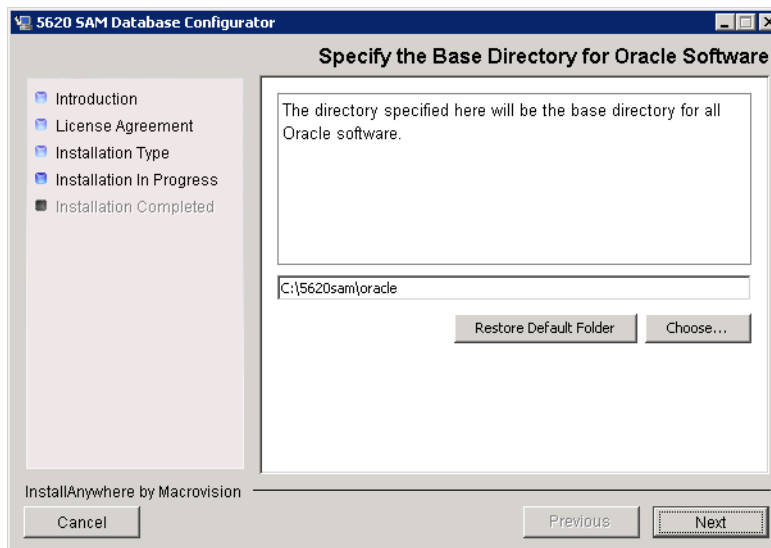 5620 SAM Database Configurator
Specify the Base Directory for Oracle Software
Introduction
License Agreement
Installation Type
Installation In Progress
Installation Completed
The directory specified here will be the base directory for all
Oracle software.
C:\5620sam\oracle
Restore Default Folder
Choose...
InstallAnywhere by Macrovision
Cancel
Previous
Next